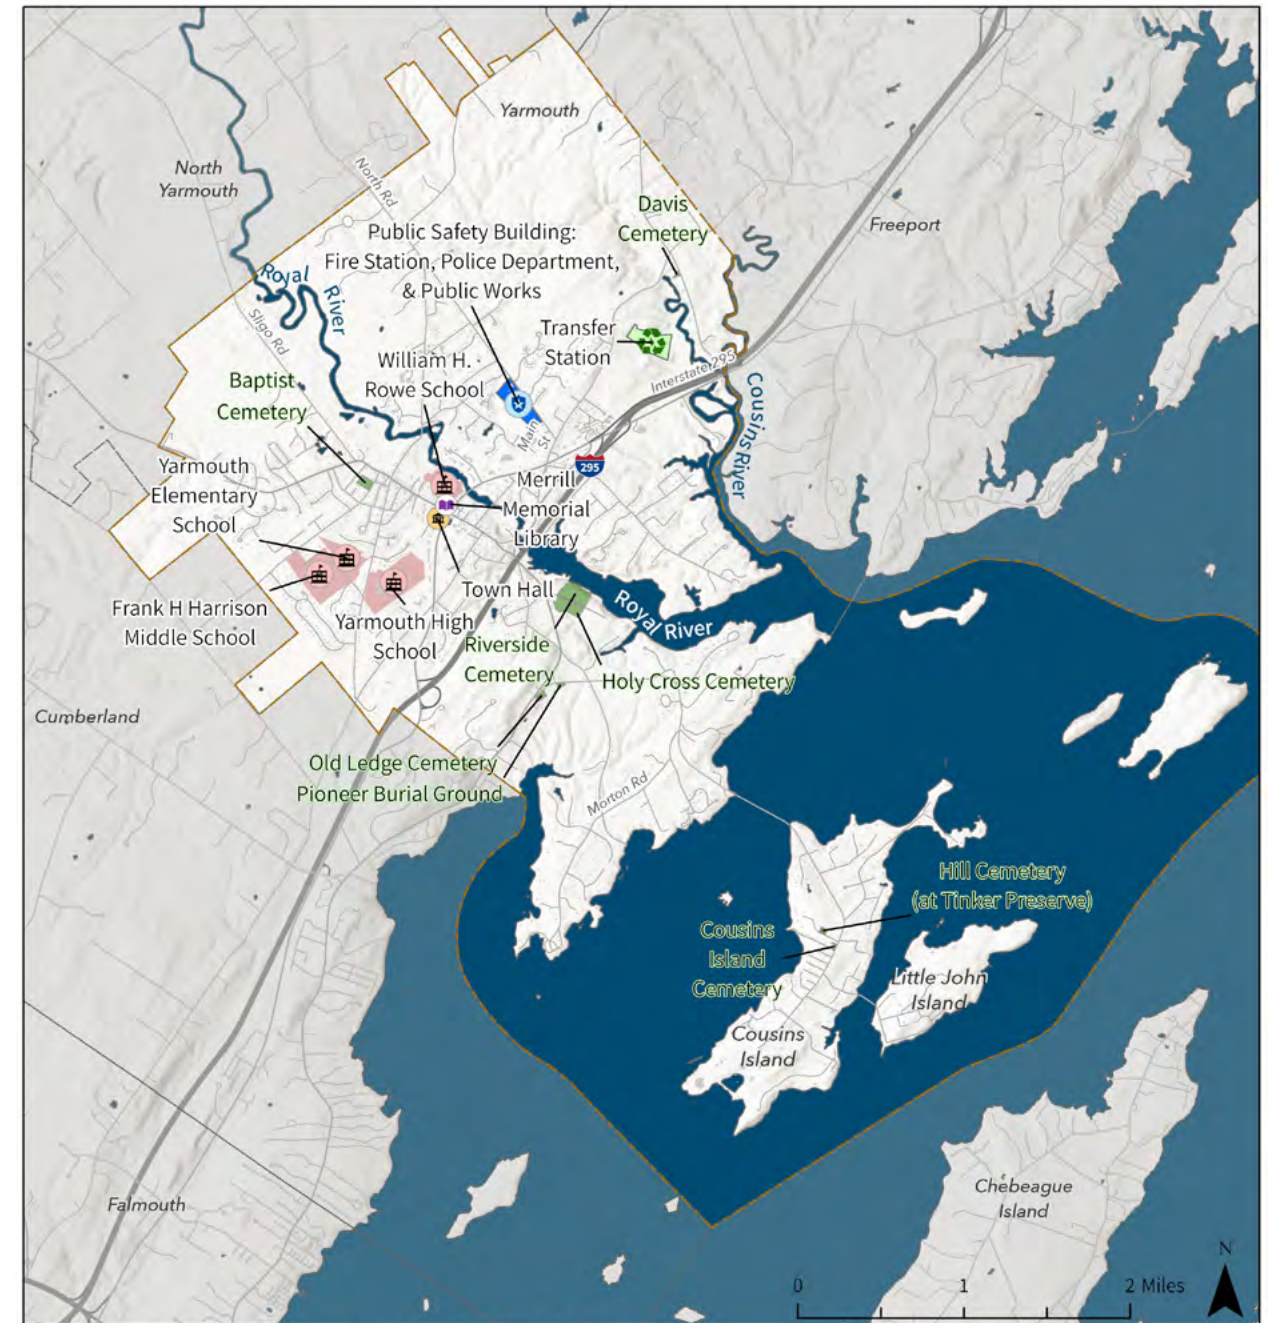 Yarmouth
North
Yarmouth
North Rd
Davis
Cemetery
Freeport
Public Safety Building:
Fire Station, Police Department,
& Public Works
Royal
River
Sligo Rd
Transfer
Station
William H.
Rowe School
Interstate 295
Baptist
Cemetery
Cousins River
Main
St
295
Yarmouth
Elementary
School
Merrill
Memorial
Library
Town Hall
Frank H Harrison
Middle School
Yarmouth High
School
Royal River
Riverside
Cemetery
Holy Cross Cemetery
Cumberland
Old Ledge Cemetery
Pioneer Burial Ground
Morton Rd
Hill Cemetery
(at Tinker Preserve)
Cousins
Island
Cemetery
Little John
Island
Cousins
Island
Chebeague
Island
Falmouth
N
0 1 2 Miles